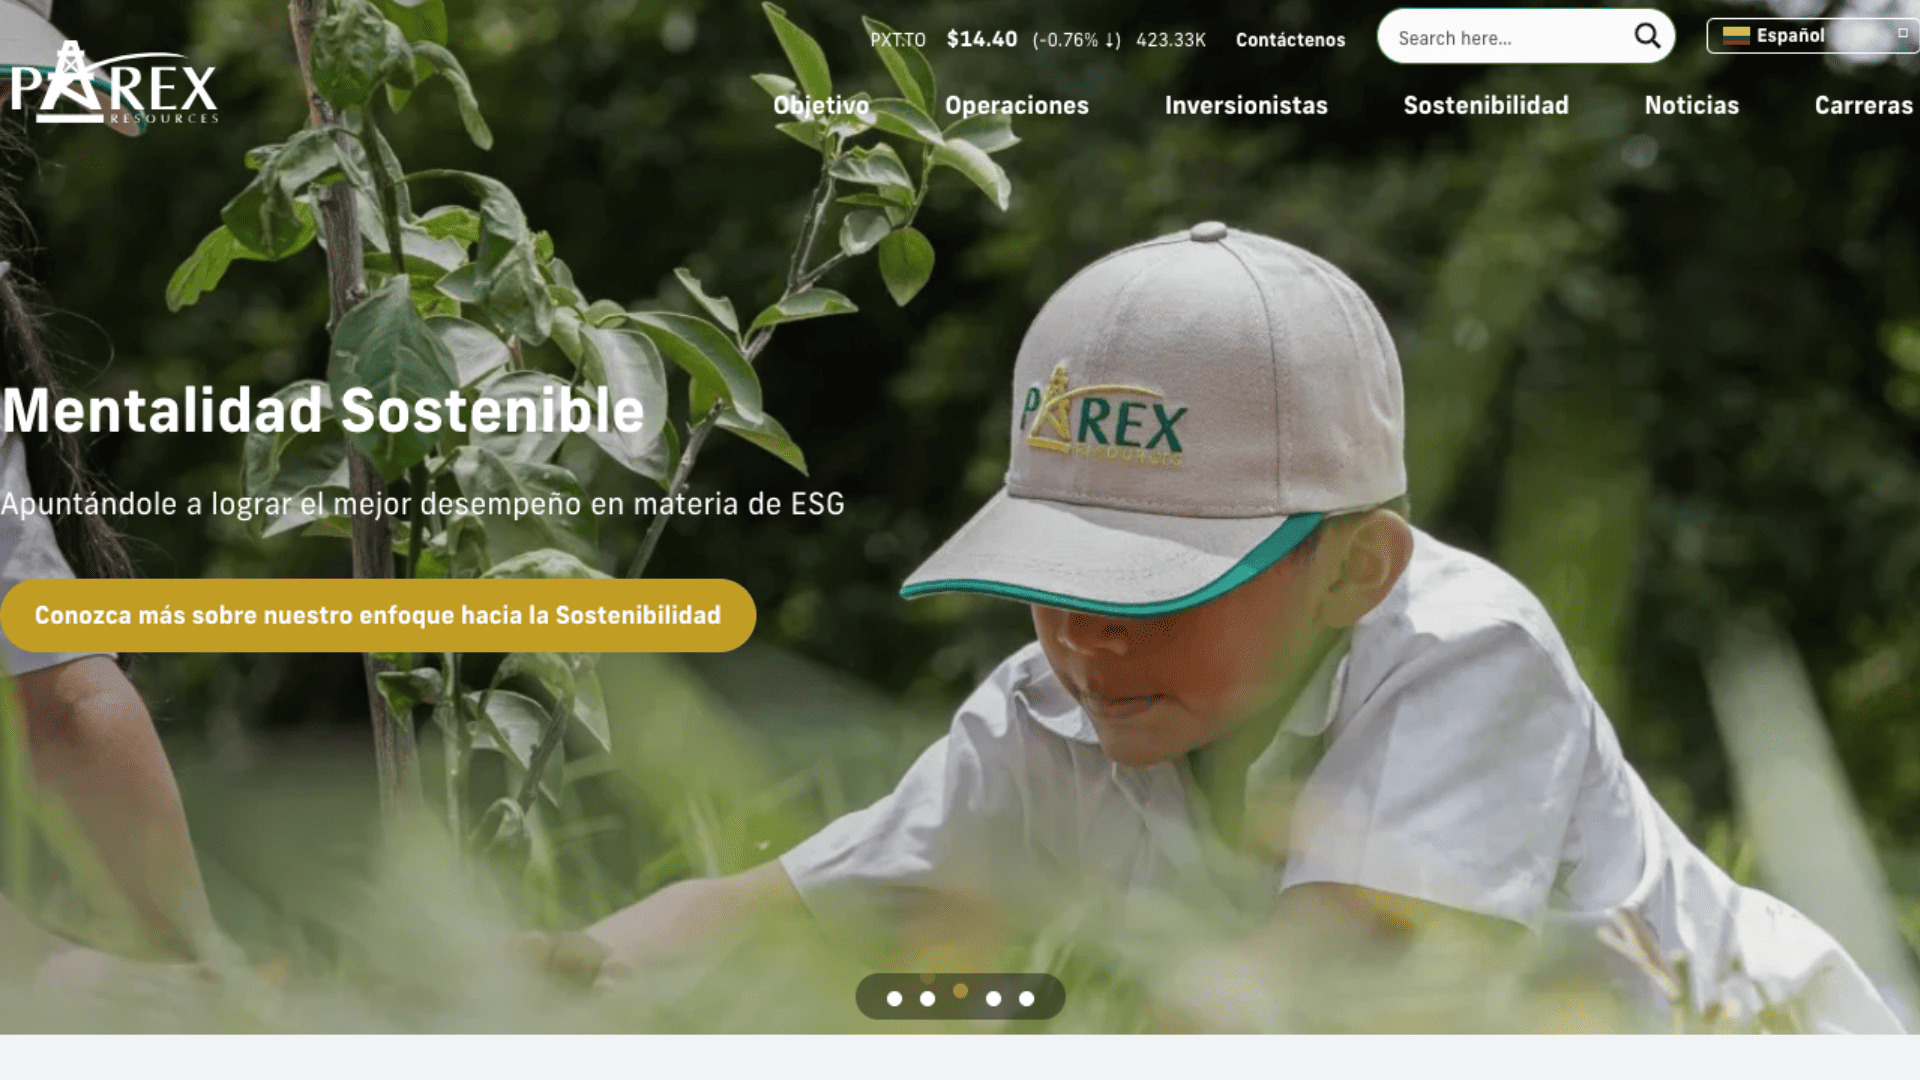 PXT.TO $14.40 (-0.76% ↓) 423.33K Contáctenos Search here... Español
PAREX
RESOURCES
Objetivo Operaciones Inversionistas Sostenibilidad Noticias Carreras
Mentalidad Sostenible
PAREX
RESOURCES
Apuntándole a lograr el mejor desempeño en materia de ESG
Conozca más sobre nuestro enfoque hacia la Sostenibilidad